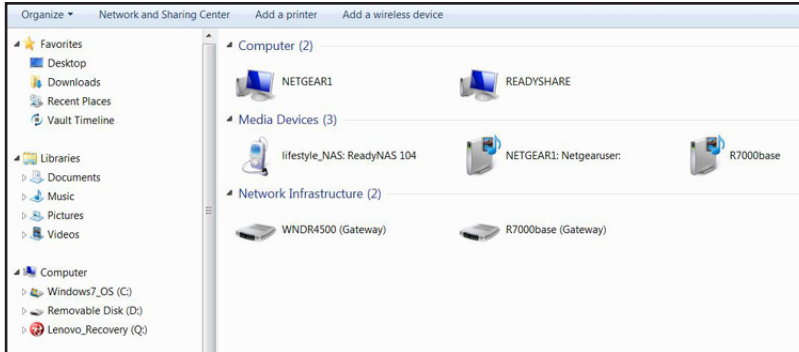 Organize Network and Sharing Center Add a printer Add a wireless device
Favorites
Desktop
Downloads
Recent Places
Vault Timeline
Libraries
Documents
Music
Pictures
Videos
Computer
Windows7_OS (C:)
Removable Disk (D:)
Lenovo_Recovery (Q:)
Computer (2)
NETGEAR1 READYSHARE
Media Devices (3)
lifestyle_NAS: ReadyNAS 104 NETGEAR1: Netgearuser: R7000base
Network Infrastructure (2)
WNDR4500 (Gateway) R7000base (Gateway)